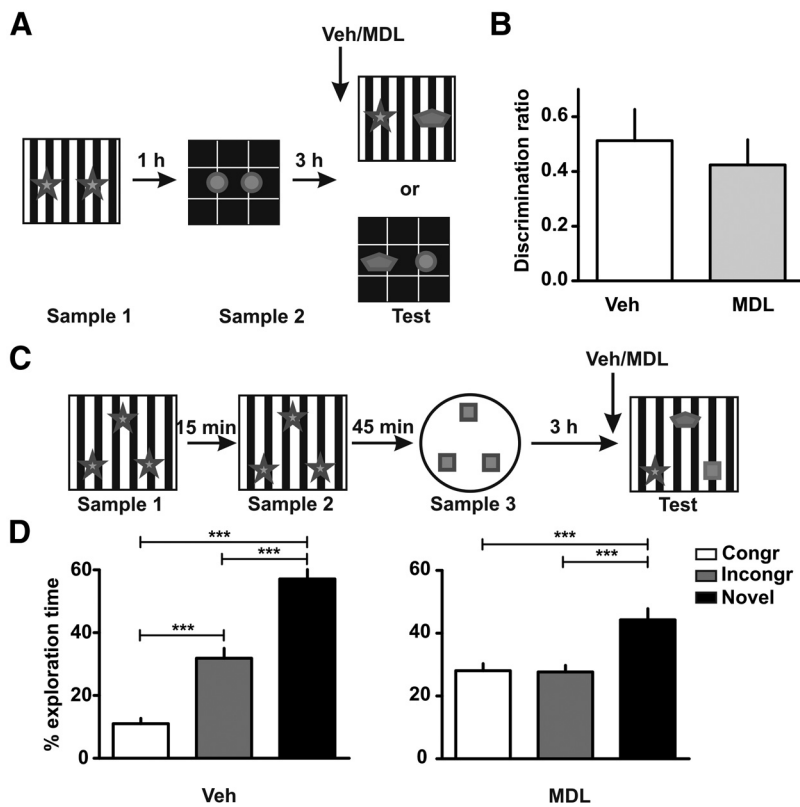 A
Veh/MDL
1 h
3 h
or
Sample 1
Sample 2
Test
B
Discrimination ratio
0.6
0.4
0.2
0.0
Veh
MDL
C
Veh/MDL
15 min
45 min
3 h
Sample 1
Sample 2
Sample 3
Test
D
% exploration time
60
40
20
0
***
***
***
Veh
60
40
20
0
***
***
MDL
Congr
Incongr
Novel